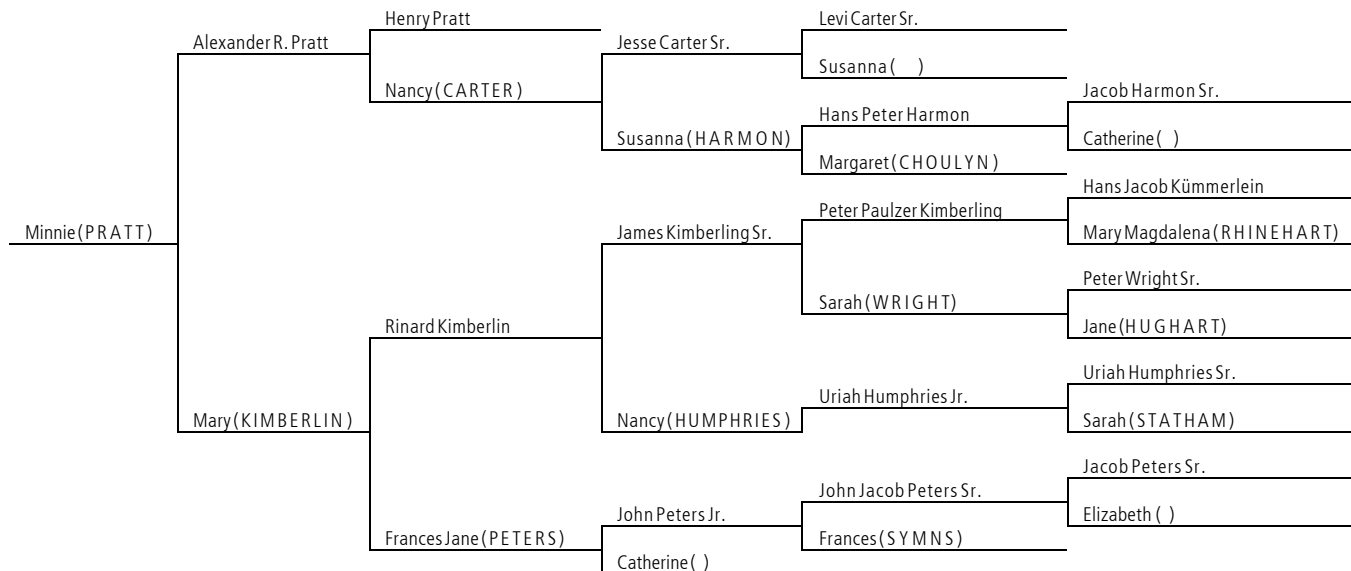 Henry Pratt
Levi Carter Sr.
Alexander R. Pratt
Jesse Carter Sr.
Susanna ( )
Nancy (CARTER)
Jacob Harmon Sr.
Hans Peter Harmon
Susanna (HARMON)
Catherine ( )
Margaret (CHOULYN)
Hans Jacob Kümmerlein
Peter Paulzer Kimberling
Minnie (PRATT)
James Kimberling Sr.
Mary Magdalena (RHINEHART)
Peter Wright Sr.
Sarah (WRIGHT)
Rinard Kimberlin
Jane (HUGHART)
Uriah Humphries Sr.
Uriah Humphries Jr.
Mary (KIMBERLIN)
Nancy (HUMPHRIES)
Sarah (STATHAM)
Jacob Peters Sr.
John Jacob Peters Sr.
John Peters Jr.
Elizabeth ( )
Frances Jane (PETERS)
Frances (SYMNS)
Catherine ( )